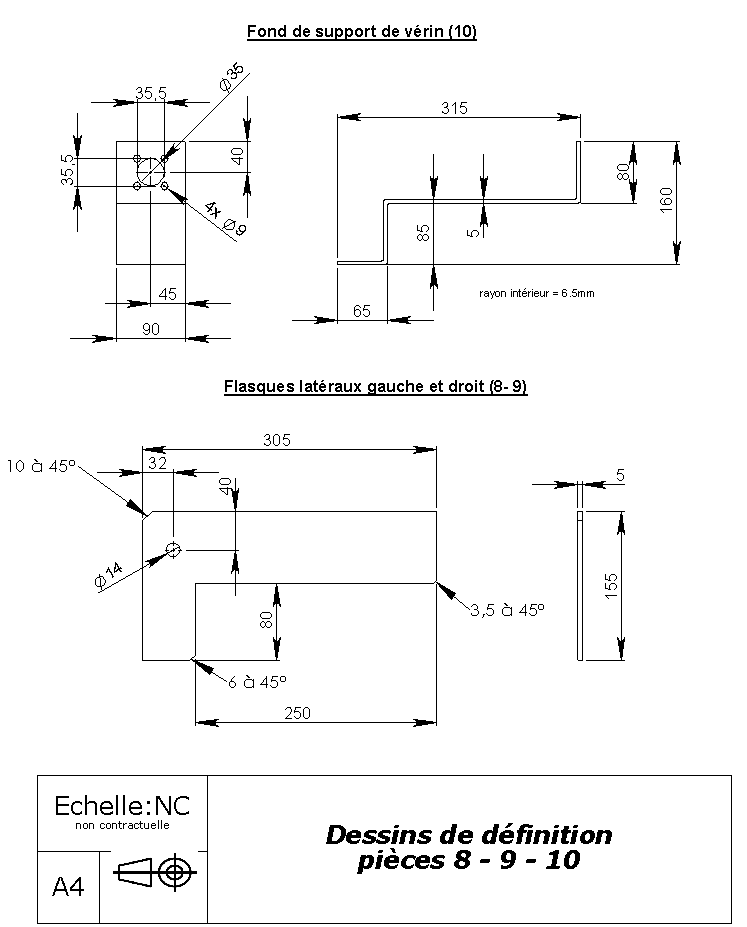 Fond de support de vérin (10)
35,5
Ø35
315
35,5
40
80
160
4x Ø9
85
5
45
rayon intérieur = 6.5mm
65
90
Flasques latéraux gauche et droit (8- 9)
305
10 à 45°
32
40
5
Ø14
155
80
3,5 à 45°
6 à 45°
250
Echelle:NC
non contractuelle
Dessins de définition
pièces 8 - 9 - 10
A4